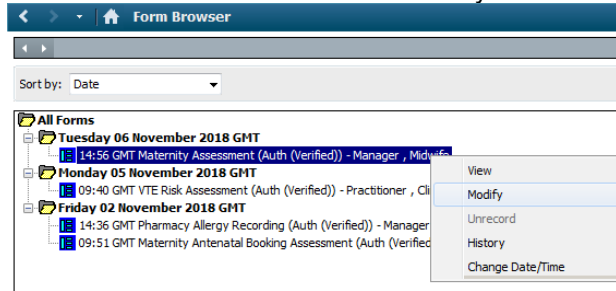 Form Browser
Sort by: Date
All Forms
Tuesday 06 November 2018 GMT
14:56 GMT Maternity Assessment (Auth (Verified)) - Manager , Midwife
View
Monday 05 November 2018 GMT
09:40 GMT VTE Risk Assessment (Auth (Verified)) - Practitioner , Cli
Modify
Friday 02 November 2018 GMT
Unrecord
14:36 GMT Pharmacy Allergy Recording (Auth (Verified)) - Manager
History
09:51 GMT Maternity Antenatal Booking Assessment (Auth (Verified
Change Date/Time